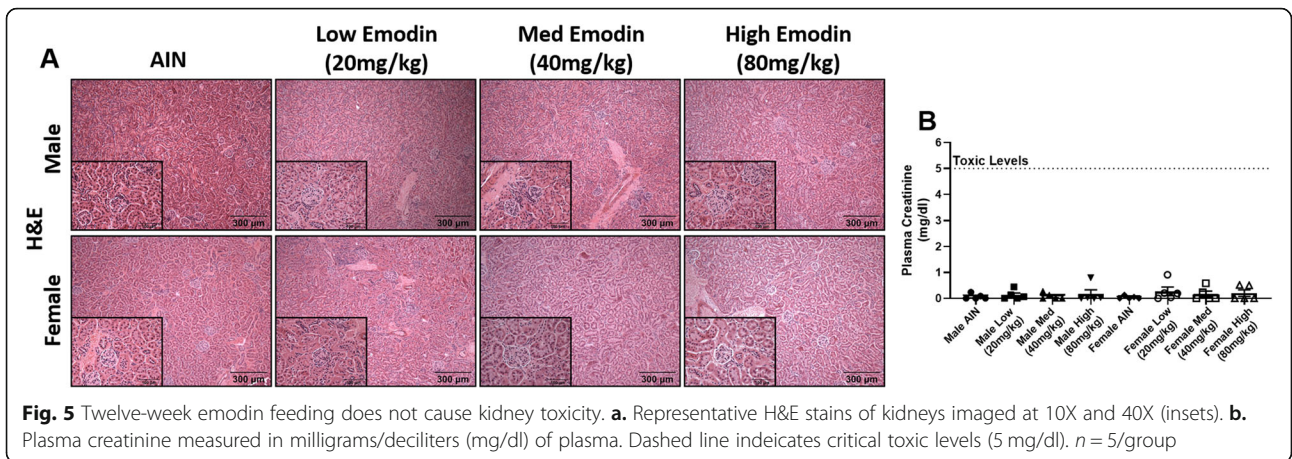 A
AIN
Low Emodin
(20mg/kg)
Med Emodin
(40mg/kg)
High Emodin
(80mg/kg)
H&E
Male
300 µm
300 µm
300 µm
300 µm
Female
300 µm
300 µm
300 µm
300 µm
B
Plasma Creatinine
(mg/dl)
6
5
4
3
2
1
0
Toxic Levels
Male AIN
Male Low
(20mg/kg)
Male Med
(40mg/kg)
Male High
(80mg/kg)
Female AIN
Female Low
(20mg/kg)
Female Med
(40mg/kg)
Female High
(80mg/kg)
Fig. 5 Twelve-week emodin feeding does not cause kidney toxicity. a. Representative H&E stains of kidneys imaged at 10X and 40X (insets). b.
Plasma creatinine measured in milligrams/deciliters (mg/dl) of plasma. Dashed line indeicates critical toxic levels (5 mg/dl). n = 5/group